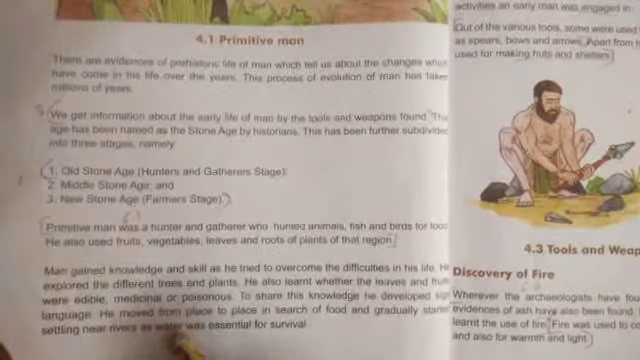 4.1 Primitive man
There are evidences of prehistoric life of man which tell us about the changes
have come in his life over the years. This process of evolution of man has taken
millions of years.
We get information about the early life of man by the tools and weapons found. The
age has been named as the Stone Age by historians. This has been further subdivided
into three stages, namely
1. Old Stone Age (Hunters and Gatherers Stage);
2. Middle Stone Age; and
3. New Stone Age (Farmers Stage).
Primitive man was a hunter and gatherer who hunted animals, fish and birds for food
He also used fruits, vegetables, leaves and roots of plants of that region.
Man gained knowledge and skill as he tried to overcome the difficulties in his life. He
explored the different trees and plants. He also learnt whether the leaves and fruits
were edible, medicinal or poisonous. To share this knowledge he developed sign
language. He moved from place to place in search of food and gradually started
settling near rivers as water was essential for survival.
activities an early man was engaged in.
Out of the various tools, some were used
as spears, bows and arrows. Apart from
used for making huts and shelters.
4.3 Tools and Weap
Discovery of Fire
Wherever the archaeologists have fou
evidences of ash have also been found.
learnt the use of fire. Fire was used to co
and also for warmth and light.